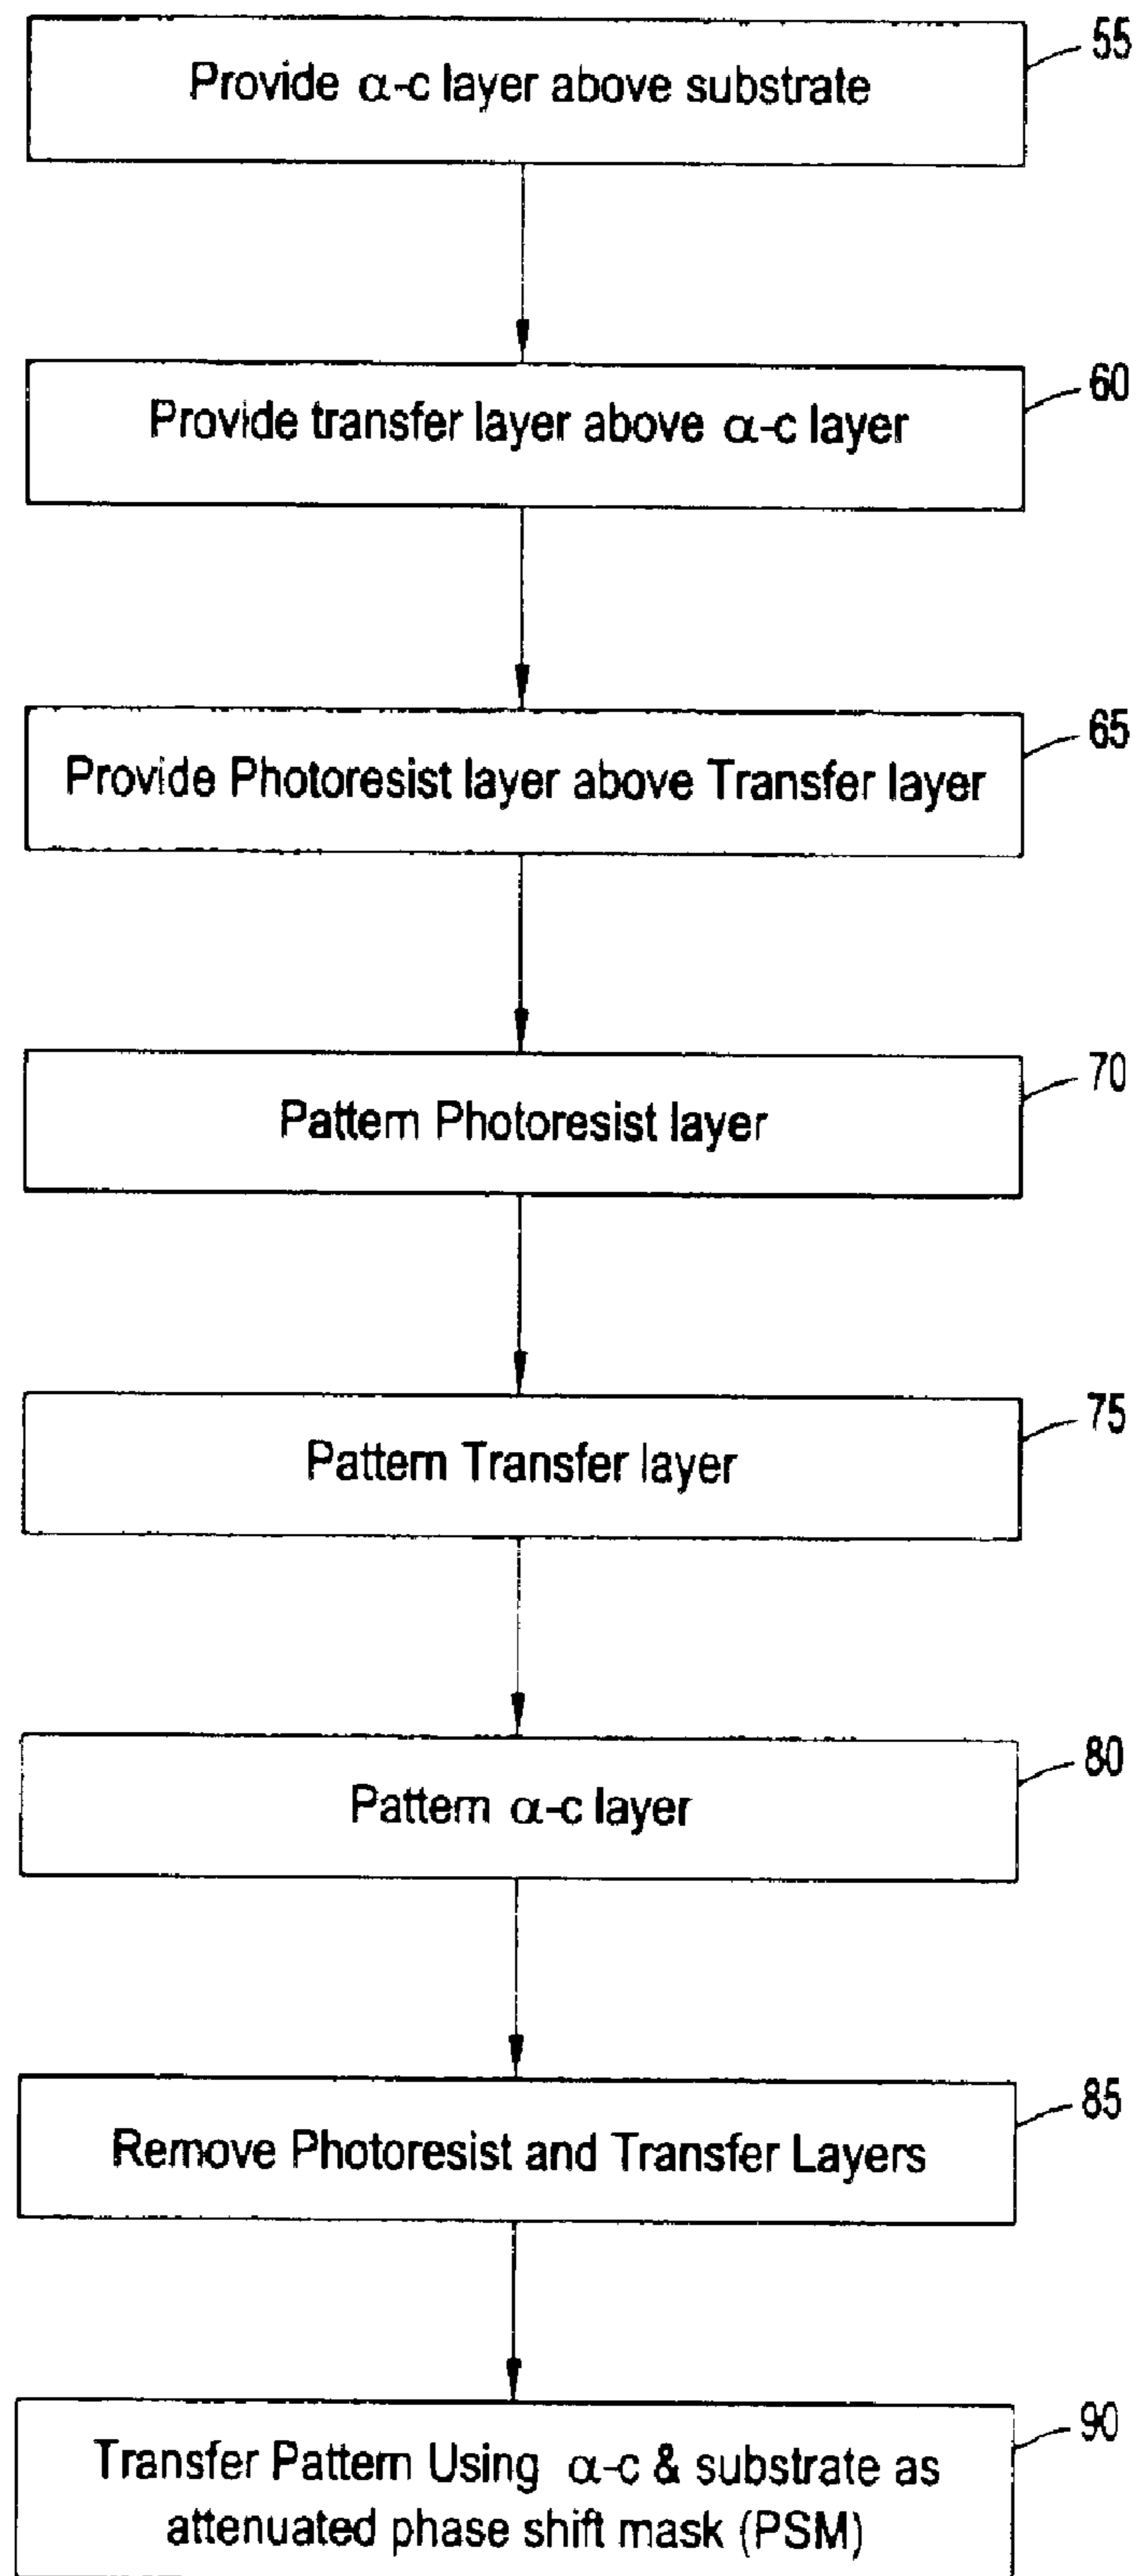 55
Provide α-c layer above substrate
60
Provide transfer layer above α-c layer
65
Provide Photoresist layer above Transfer layer
70
Pattern Photoresist layer
75
Pattern Transfer layer
80
Pattern α-c layer
85
Remove Photoresist and Transfer Layers
90
Transfer Pattern Using α-c & substrate as
attenuated phase shift mask (PSM)